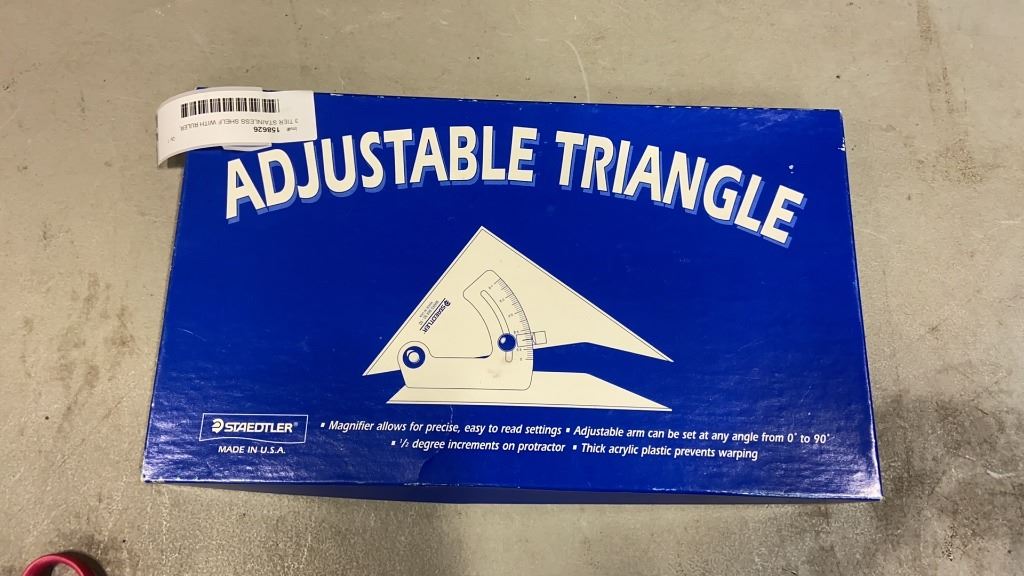 Inv# 158626
3 TIER STAINLESS SHELF WITH RULER
ADJUSTABLE TRIANGLE
STAEDTLER
STAEDTLER
MADE IN U.S.A.
▪ Magnifier allows for precise, easy to read settings ▪ Adjustable arm can be set at any angle from 0° to 90°
▪ ½ degree increments on protractor ▪ Thick acrylic plastic prevents warping